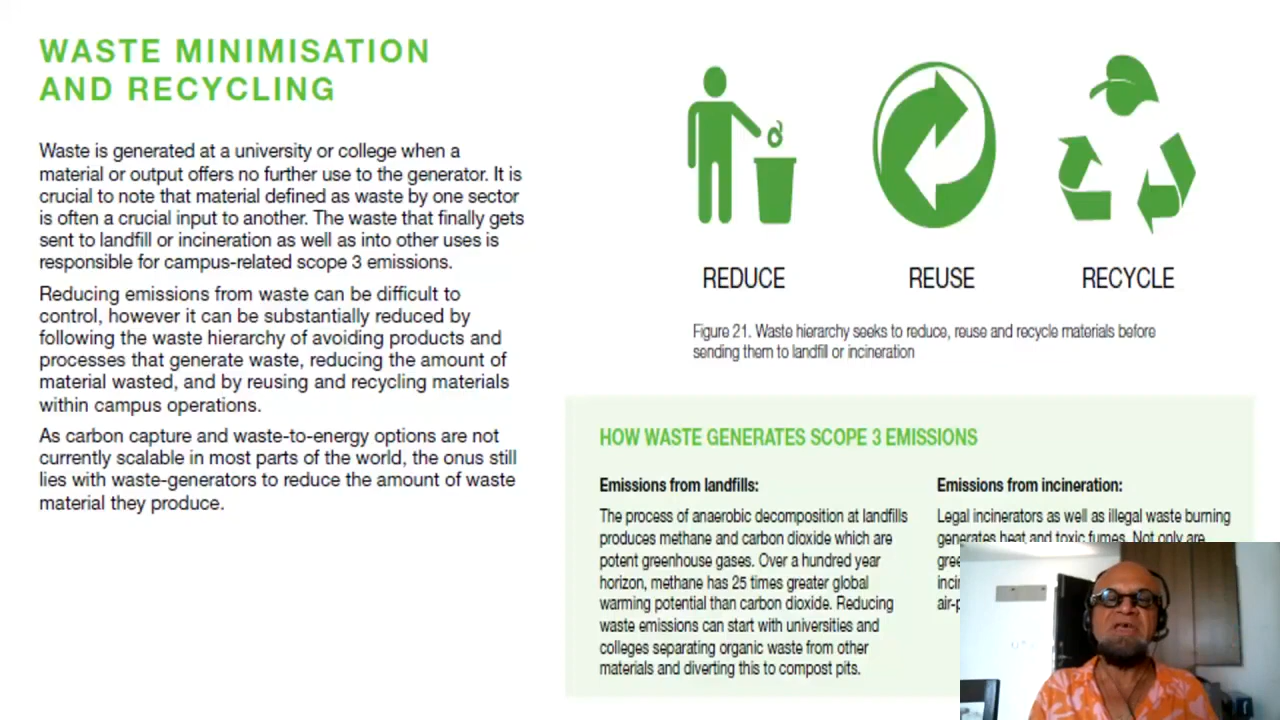 WASTE MINIMISATION
AND RECYCLING
Waste is generated at a university or college when a
material or output offers no further use to the generator. It is
crucial to note that material defined as waste by one sector
is often a crucial input to another. The waste that finally gets
sent to landfill or incineration as well as into other uses is
responsible for campus-related scope 3 emissions.
Reducing emissions from waste can be difficult to
control, however it can be substantially reduced by
following the waste hierarchy of avoiding products and
processes that generate waste, reducing the amount of
material wasted, and by reusing and recycling materials
within campus operations.
As carbon capture and waste-to-energy options are not
currently scalable in most parts of the world, the onus still
lies with waste-generators to reduce the amount of waste
material they produce.
REDUCE
REUSE
RECYCLE
Figure 21. Waste hierarchy seeks to reduce, reuse and recycle materials before
sending them to landfill or incineration
HOW WASTE GENERATES SCOPE 3 EMISSIONS
Emissions from landfills:
The process of anaerobic decomposition at landfills
produces methane and carbon dioxide which are
potent greenhouse gases. Over a hundred year
horizon, methane has 25 times greater global
warming potential than carbon dioxide. Reducing
waste emissions can start with universities and
colleges separating organic waste from other
materials and diverting this to compost pits.
Emissions from incineration:
Legal incinerators as well as illegal waste burning
generates heat and toxic fumes. Not only are